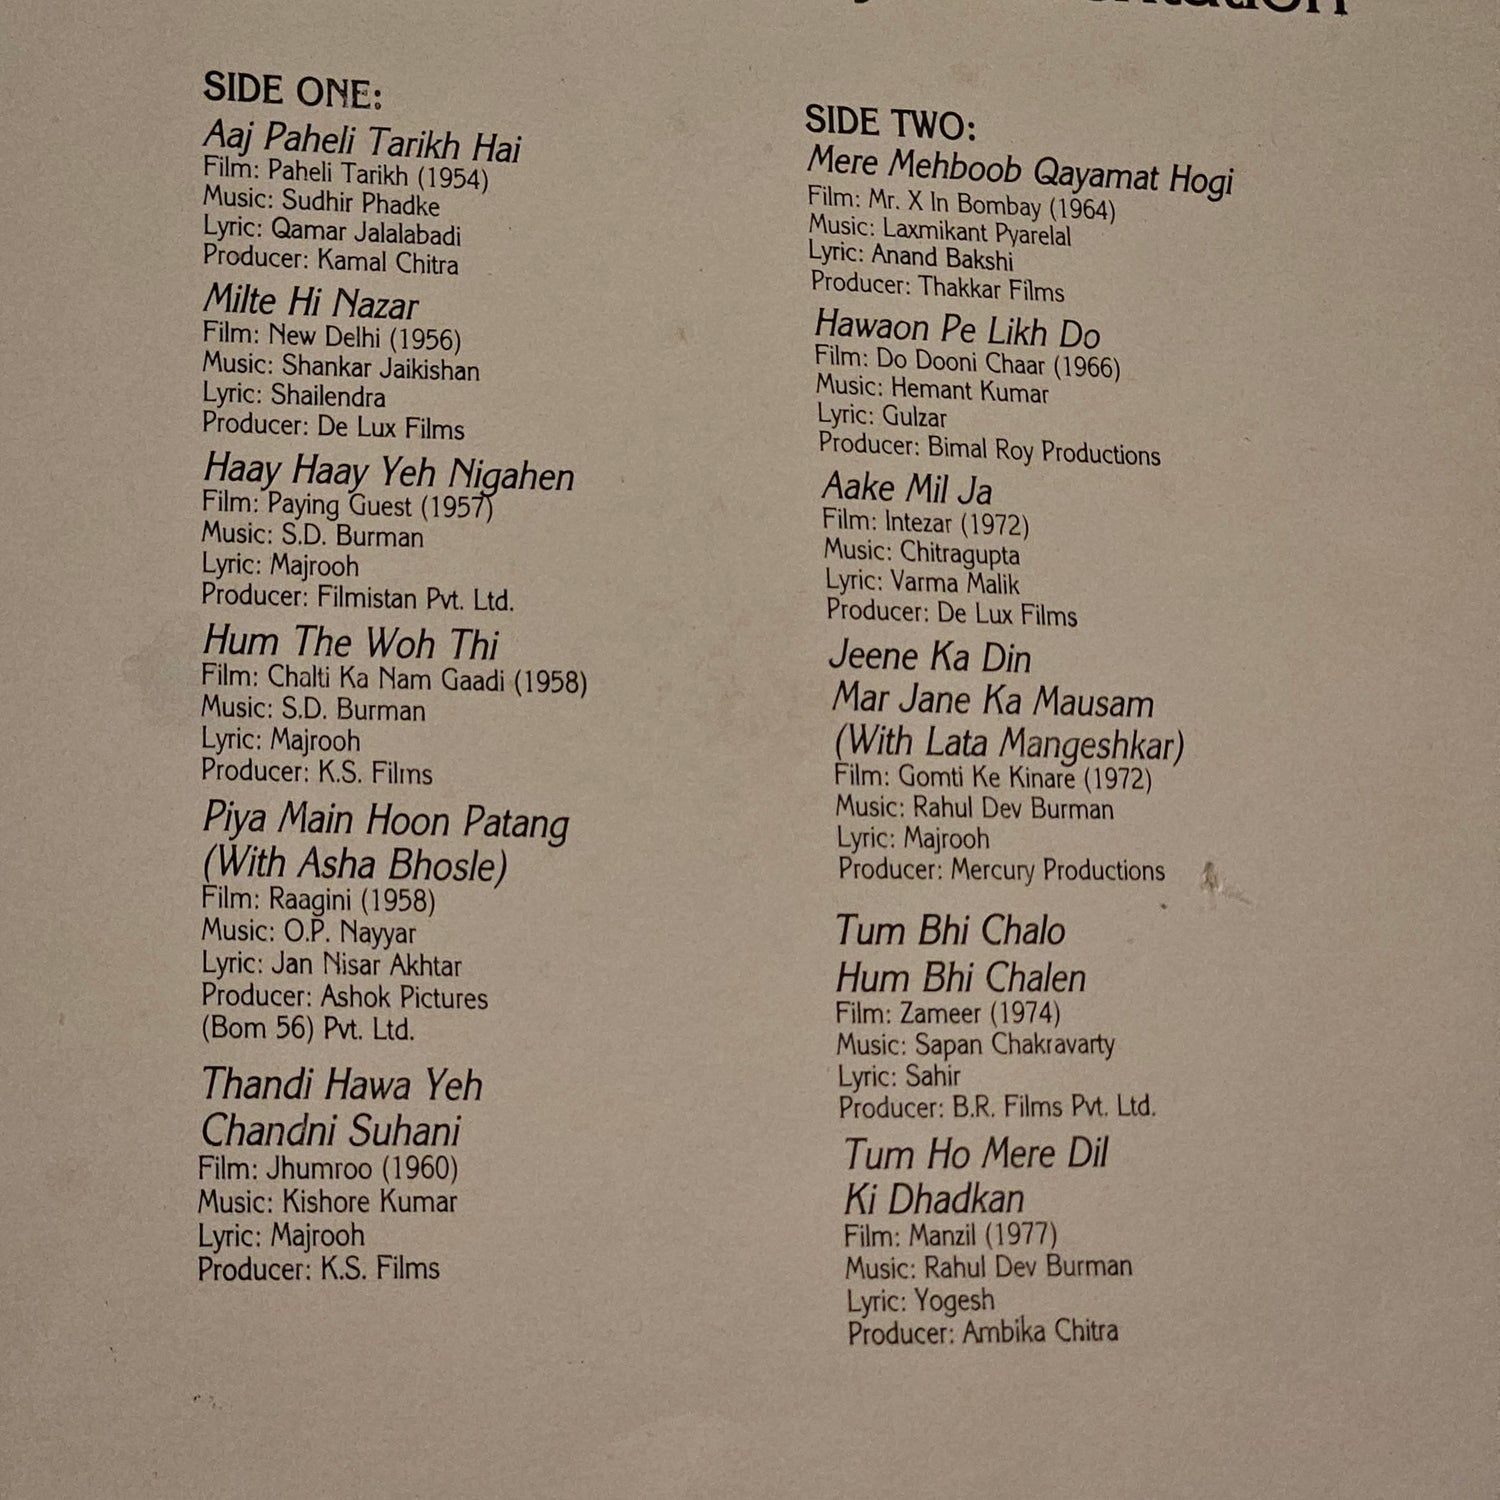 SIDE ONE:
Aaj Paheli Tarikh Hai
Film: Paheli Tarikh (1954)
Music: Sudhir Phadke
Lyric: Qamar Jalalabadi
Producer: Kamal Chitra
Milte Hi Nazar
Film: New Delhi (1956)
Music: Shankar Jaikishan
Lyric: Shailendra
Producer: De Lux Films
Haay Haay Yeh Nigahen
Film: Paying Guest (1957)
Music: S.D. Burman
Lyric: Majrooh
Producer: Filmistan Pvt. Ltd.
Hum The Woh Thi
Film: Chalti Ka Nam Gaadi (1958)
Music: S.D. Burman
Lyric: Majrooh
Producer: K.S. Films
Piya Main Hoon Patang
(With Asha Bhosle)
Film: Raagini (1958)
Music: O.P. Nayyar
Lyric: Jan Nisar Akhtar
Producer: Ashok Pictures
(Bom 56) Pvt. Ltd.
Thandi Hawa Yeh
Chandni Suhani
Film: Jhumroo (1960)
Music: Kishore Kumar
Lyric: Majrooh
Producer: K.S. Films
SIDE TWO:
Mere Mehboob Qayamat Hogi
Film: Mr. X In Bombay (1964)
Music: Laxmikant Pyarelal
Lyric: Anand Bakshi
Producer: Thakkar Films
Hawaon Pe Likh Do
Film: Do Dooni Chaar (1966)
Music: Hemant Kumar
Lyric: Gulzar
Producer: Bimal Roy Productions
Aake Mil Ja
Film: Intezar (1972)
Music: Chitragupta
Lyric: Varma Malik
Producer: De Lux Films
Jeene Ka Din
Mar Jane Ka Mausam
(With Lata Mangeshkar)
Film: Gomti Ke Kinare (1972)
Music: Rahul Dev Burman
Lyric: Majrooh
Producer: Mercury Productions
Tum Bhi Chalo
Hum Bhi Chalen
Film: Zameer (1974)
Music: Sapan Chakravarty
Lyric: Sahir
Producer: B.R. Films Pvt. Ltd.
Tum Ho Mere Dil
Ki Dhadkan
Film: Manzil (1977)
Music: Rahul Dev Burman
Lyric: Yogesh
Producer: Ambika Chitra